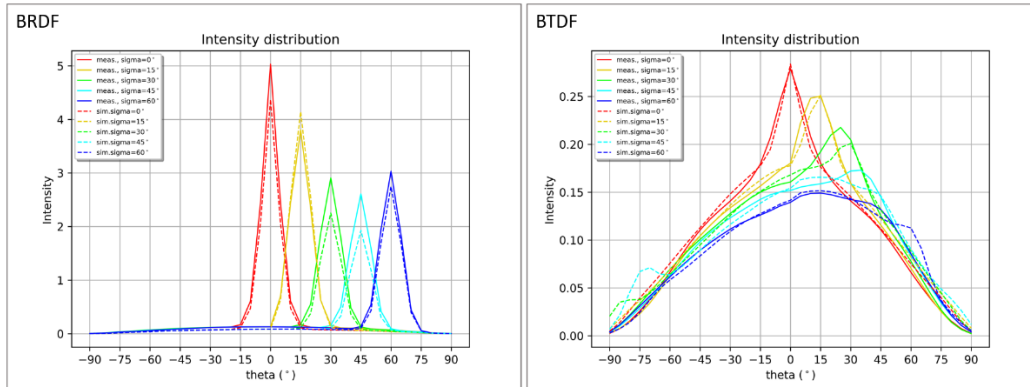 BRDF
Intensity distribution
Intensity
5
4
3
2
1
0
meas., sigma=0°
meas., sigma=15°
meas., sigma=30°
meas., sigma=45°
meas., sigma=60°
sim.sigma=0°
sim.sigma=15°
sim.sigma=30°
sim.sigma=45°
sim.sigma=60°
−90 −75 −60 −45 −30 −15 0 15 30 45 60 75 90
theta (°)
BTDF
Intensity distribution
Intensity
0.25
0.20
0.15
0.10
0.05
0.00
meas., sigma=0°
meas., sigma=15°
meas., sigma=30°
meas., sigma=45°
meas., sigma=60°
sim.sigma=0°
sim.sigma=15°
sim.sigma=30°
sim.sigma=45°
sim.sigma=60°
−90 −75 −60 −45 −30 −15 0 15 30 45 60 75 90
theta (°)